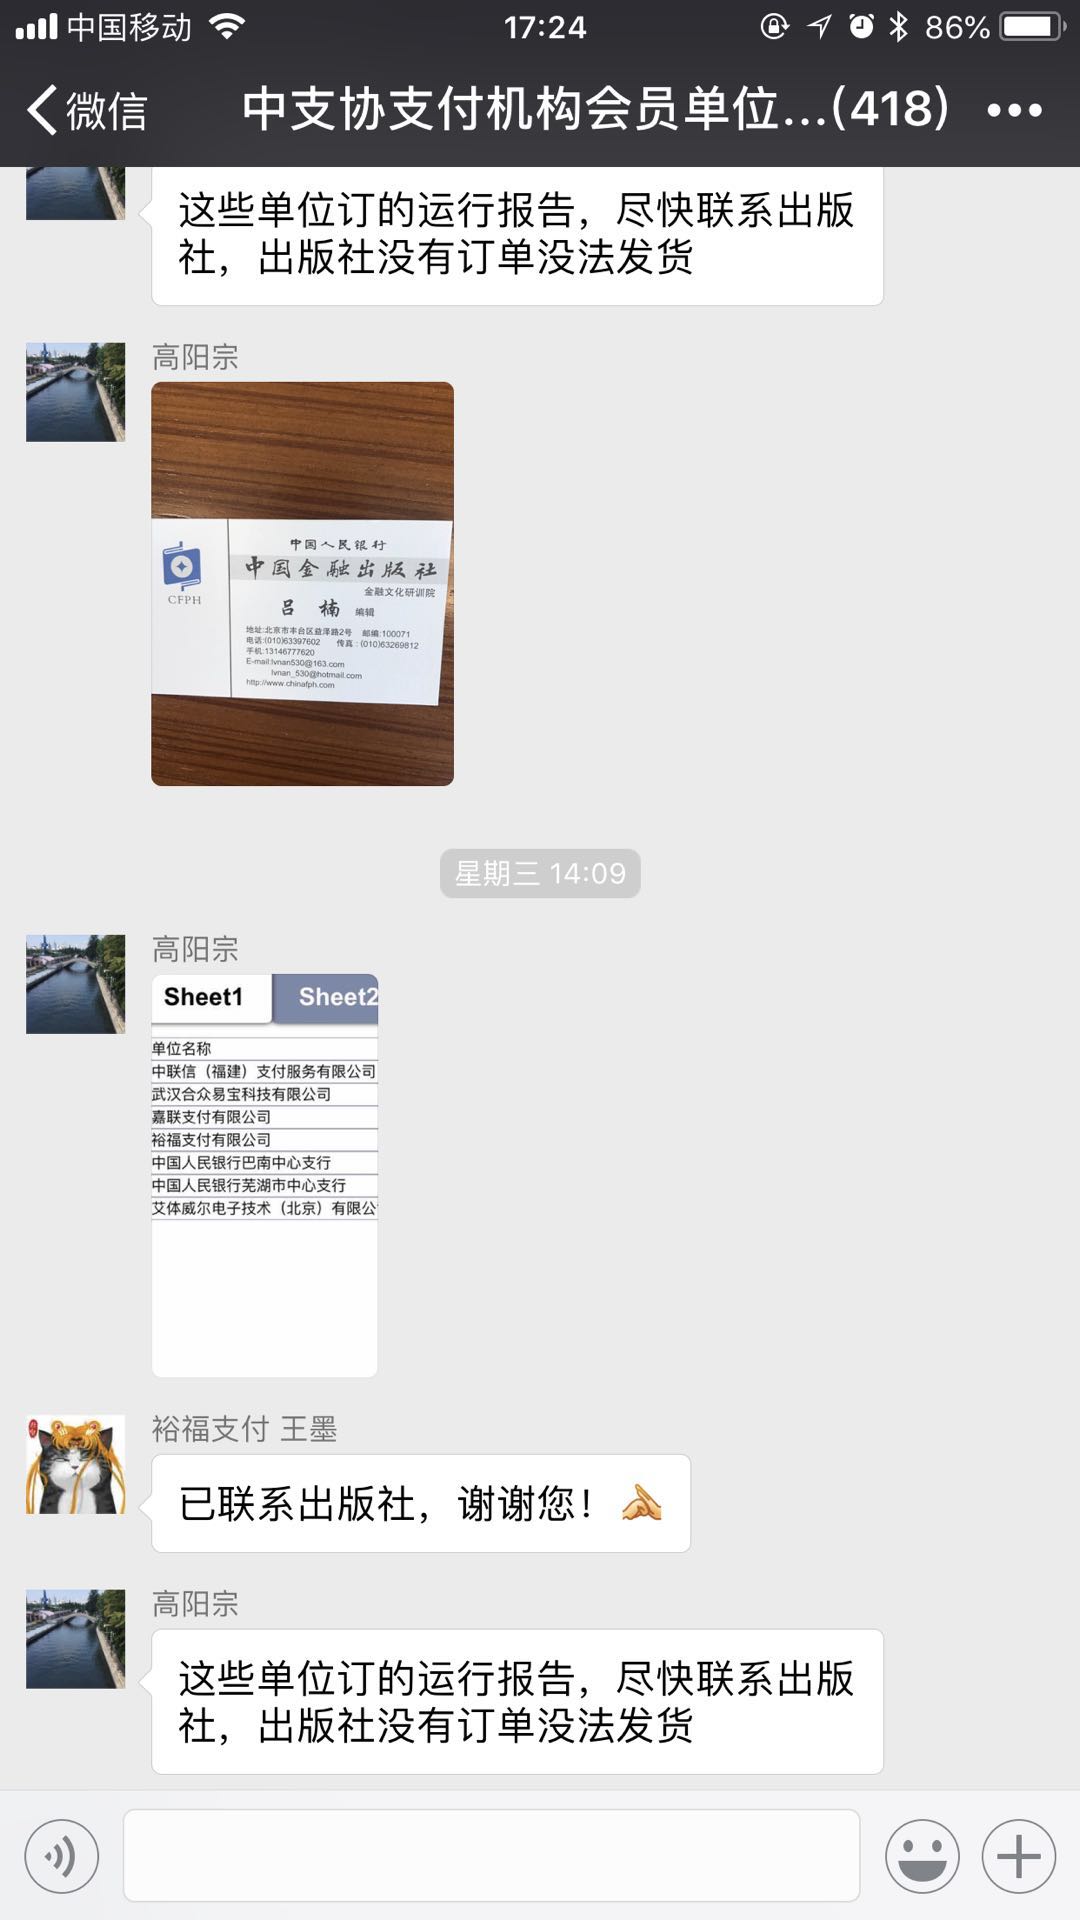 中国移动 17:24 86%
微信 中支协支付机构会员单位...(418)
这些单位订的运行报告，尽快联系出版
社，出版社没有订单没法发货
高阳宗
中国人民银行
中国金融出版社
金融文化研训院
CFPH
吕 楠 编辑
地址:北京市丰台区益泽路2号 邮编:100071
电话:(010)63397602 传真:(010)63269812
手机:13146777620
E-mail:lvnan530@163.com
lvnan_530@hotmail.com
http://www.chinafph.com
星期三 14:09
高阳宗
Sheet1 Sheet2
单位名称
中联信（福建）支付服务有限公司
武汉合众易宝科技有限公司
嘉联支付有限公司
裕福支付有限公司
中国人民银行巴南中心支行
中国人民银行芜湖市中心支行
艾体威尔电子技术（北京）有限公
裕福支付 王墨
已联系出版社，谢谢您！
高阳宗
这些单位订的运行报告，尽快联系出版
社，出版社没有订单没法发货